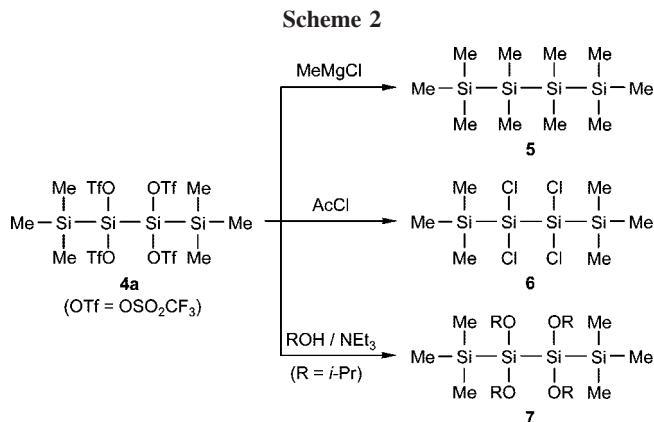 Scheme 2
Me Me Me Me
MeMgCl
Me Si Si Si Si Me
Me Me Me Me
5
Me OTf OTf Me
Me Cl Cl Me
AcCl
Me Si Si Si Si Me
Me Si Si Si Si Me
Me OTf OTf Me
Me Cl Cl Me
4a
6
(OTf = OSO₂CF₃)
Me RO OR Me
ROH / NEt₃
Me Si Si Si Si Me
(R = i-Pr)
Me RO OR Me
7